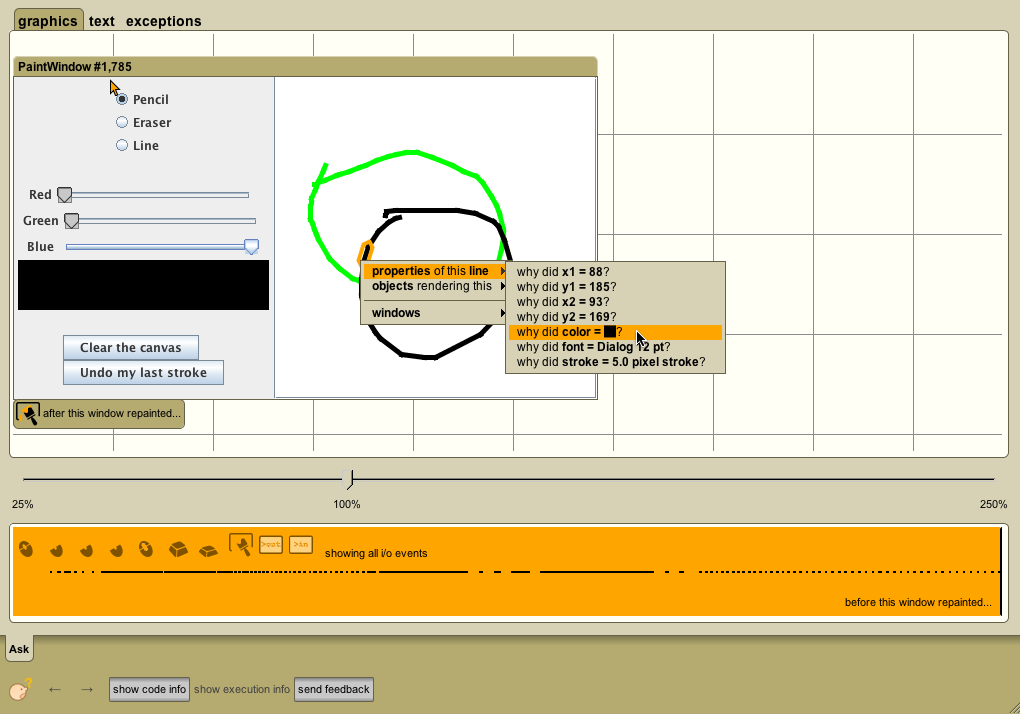 graphics text exceptions
PaintWindow #1,785
Pencil
Eraser
Line
Red
Green
Blue
Clear the canvas
Undo my last stroke
properties of this line
objects rendering this
windows
why did x1 = 88?
why did y1 = 185?
why did x2 = 93?
why did y2 = 169?
why did color = ?
why did font = Dialog 12 pt?
why did stroke = 5.0 pixel stroke?
after this window repainted...
25% 100% 250%
>out >in showing all i/o events
before this window repainted...
Ask
? ← → show code info show execution info send feedback